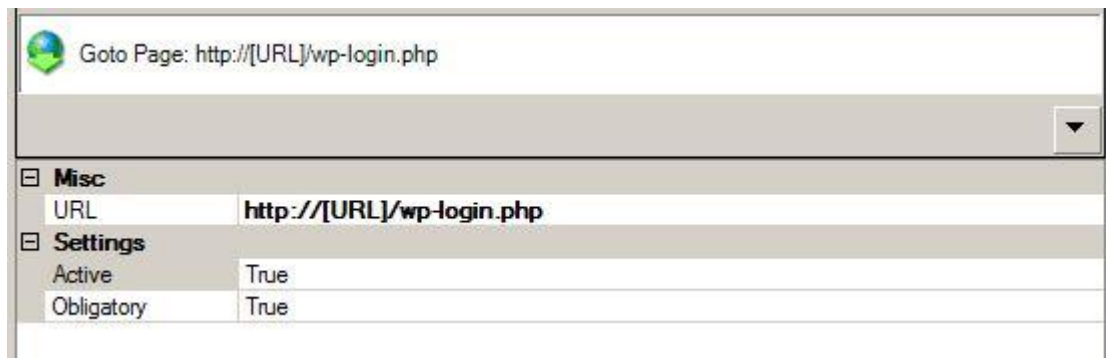 Goto Page: http://[URL]/wp-login.php
Misc
URL http://[URL]/wp-login.php
Settings
Active True
Obligatory True